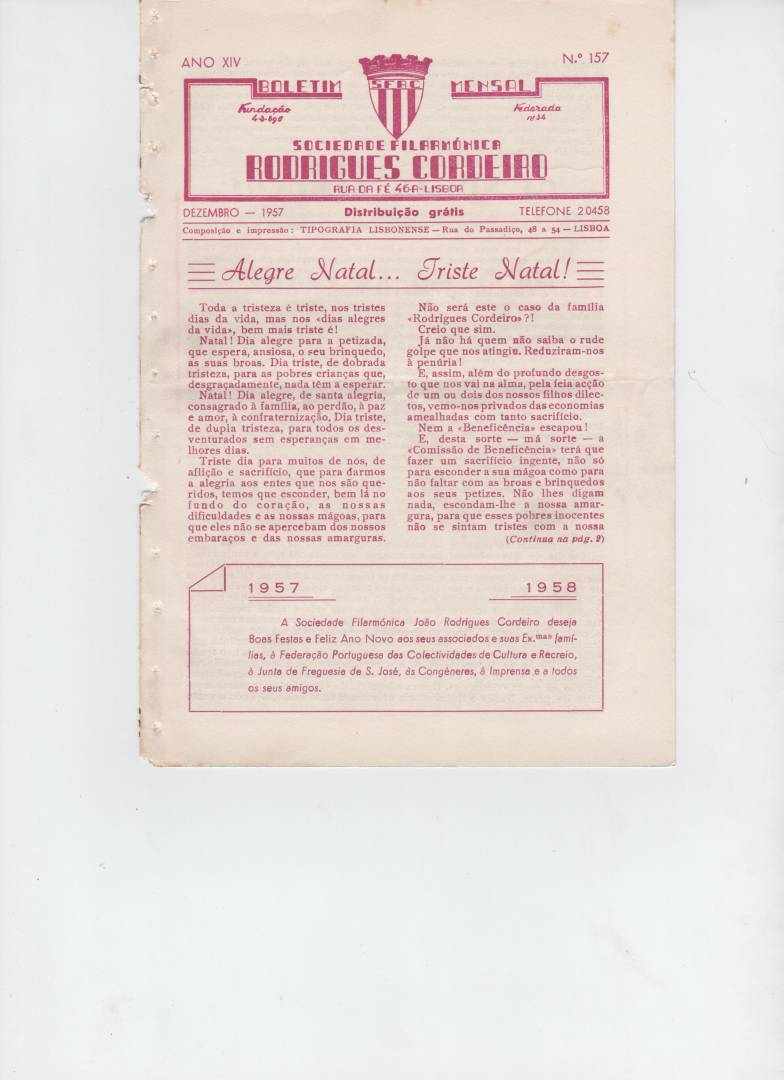 ANO XIV
N.º 157
BOLETIM
SFRC
MENSAL
Fundação
Federada
SOCIEDADE FILARMÓNICA
RODRIGUES CORDEIRO
RUA DA FÉ 46-A-LISBOA
DEZEMBRO — 1957
Distribuição grátis
TELEFONE 20458
Composição e impressão: TIPOGRAFIA LISBONENSE — Rua do Passadiço, 48 a 54 — LISBOA
Alegre Natal... Triste Natal!
Toda a tristeza é triste, nos tristes
dias da vida, mas nos «dias alegres
da vida», bem mais triste é!
Natal! Dia alegre para a petizada,
que espera, ansiosa, o seu brinquedo,
as suas broas. Dia triste, de dobrada
tristeza, para as pobres crianças que,
desgraçadamente, nada têm a esperar.
Natal! Dia alegre, de santa alegria,
consagrado à família, ao perdão, à paz
e amor, à confraternização. Dia triste,
de dupla tristeza, para todos os des-
venturados sem esperanças em me-
lhores dias.
Triste dia para muitos de nós, de
aflição e sacrifício, que para darmos
a alegria aos entes que nos são que-
ridos, temos que esconder, bem lá no
fundo do coração, as nossas
dificuldades e as nossas mágoas, para
que eles não se apercebam dos nossos
embaraços e das nossas amarguras.
Não será este o caso da família
«Rodrigues Cordeiro»?!
Creio que sim.
Já não há quem não saiba o rude
golpe que nos atingiu. Reduziram-nos
à penúria!
E, assim, além do profundo desgos-
to que nos vai na alma, pela feia acção
de um ou dois dos nossos filhos dilec-
tos, vemo-nos privados das economias
amealhadas com tanto sacrifício.
Nem a «Beneficência» escapou!
E, desta sorte — má sorte — a
«Comissão de Beneficência» terá que
fazer um sacrifício ingente, não só
para esconder a sua mágoa como para
não faltar com as broas e brinquedos
aos seus petizes. Não lhes digam
nada, escondam-lhe a nossa amar-
gura, para que esses pobres inocentes
não se sintam tristes com a nossa
(Continua na pág. 2)
1957
1958
A Sociedade Filarmónica João Rodrigues Cordeiro deseja
Boas Festas e Feliz Ano Novo aos seus associados e suas Ex.mas famí-
lias, à Federação Portuguesa das Colectividades de Cultura e Recreio,
à Junta de Freguesia de S. José, às Congéneres, à Imprensa e a todos
os seus amigos.